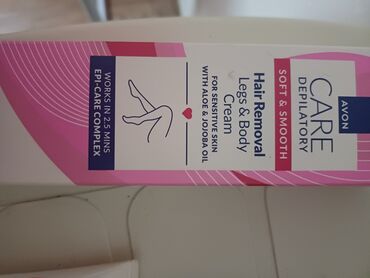 AVON
CARE
DEPILATORY
SOFT & SMOOTH
Hair Removal
Legs & Body
Cream
FOR SENSITIVE SKIN
WITH ALOE & JOJOBA OIL
WORKS IN 2.5 MINS
EPI-CARE COMPLEX